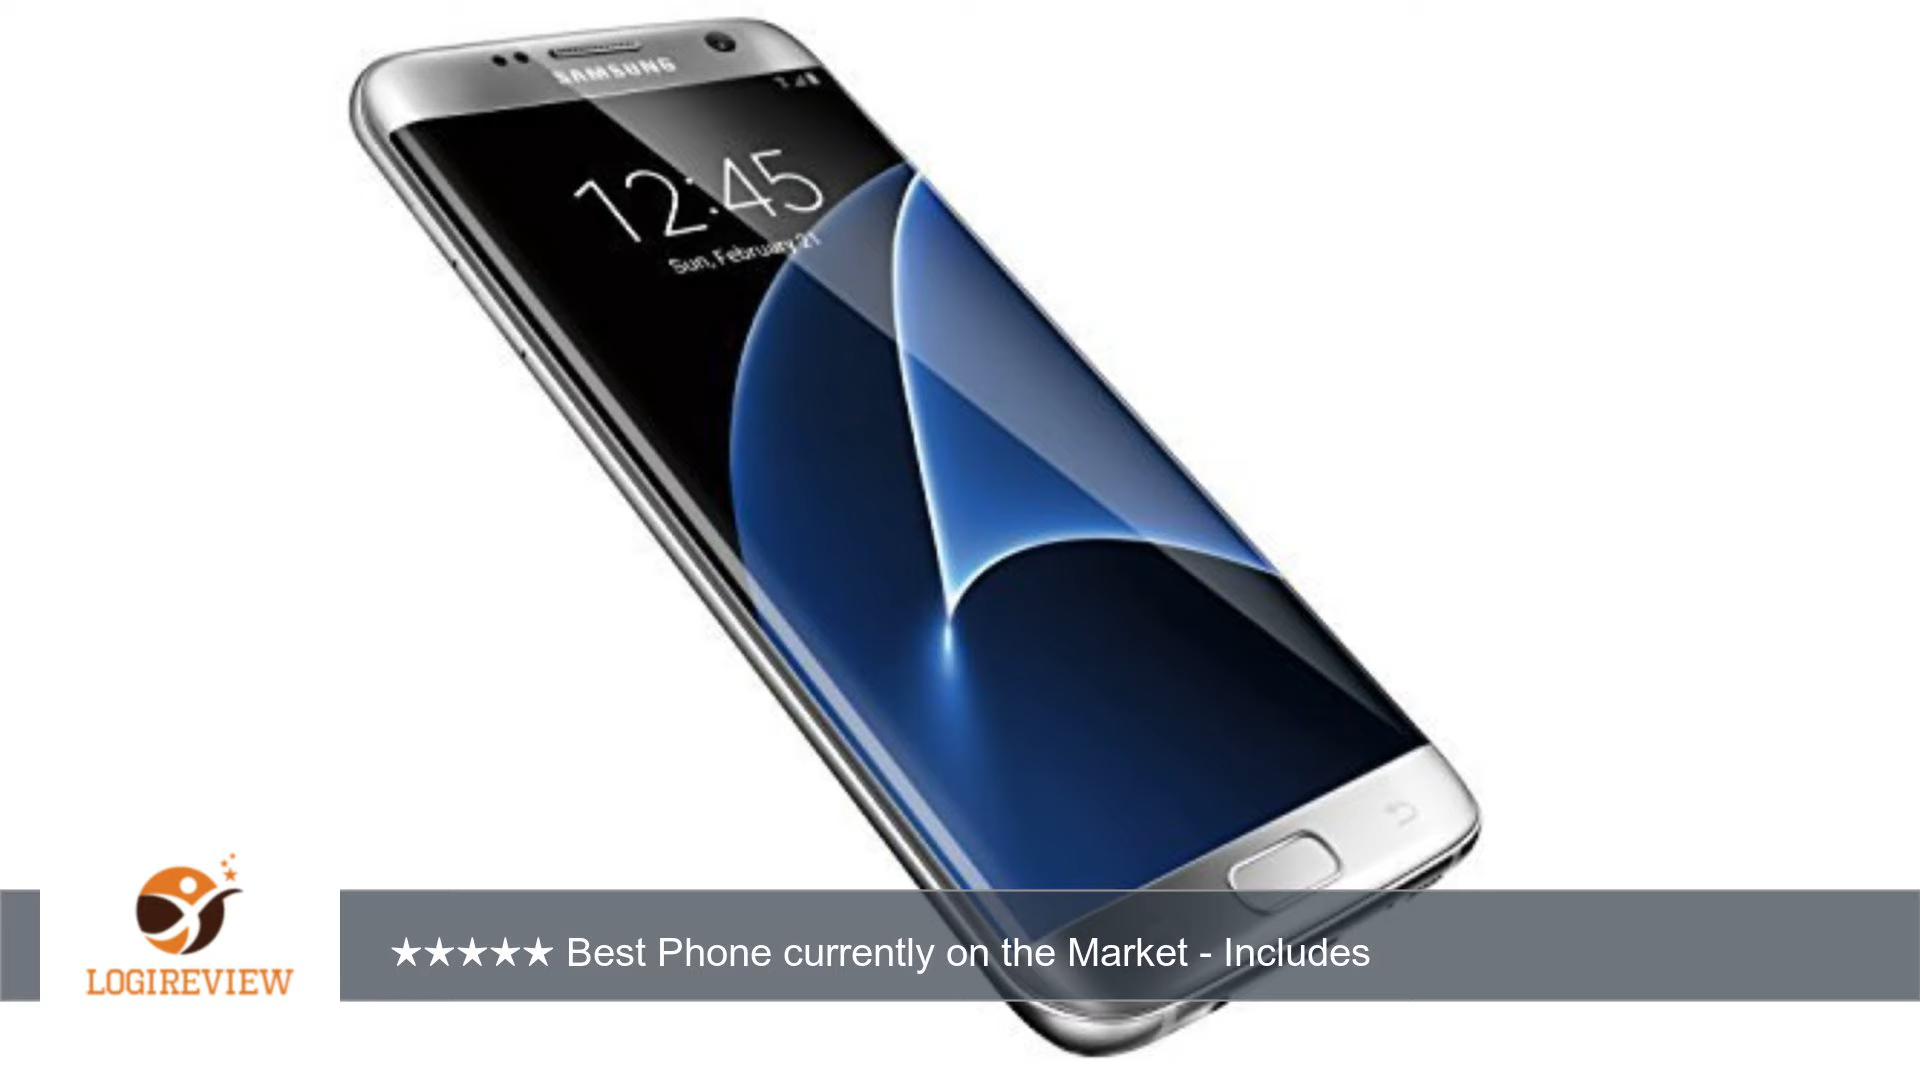 SAMSUNG
12:45
Sun, February 21
★★★★★ Best Phone currently on the Market - Includes
LOGIREVIEW